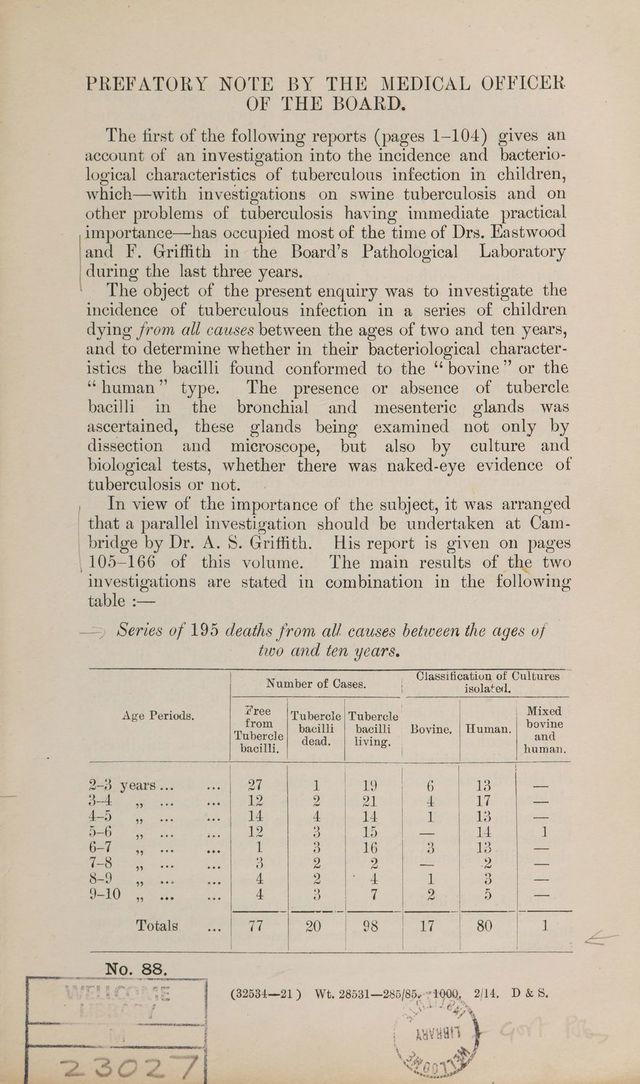 PREFATORY NOTE BY THE MEDICAL OFFICER
OF THE BOARD.
The first of the following reports (pages 1–104) gives an
account of an investigation into the incidence and bacterio-
logical characteristics of tuberculous infection in children,
which—with investigations on swine tuberculosis and on
other problems of tuberculosis having immediate practical
importance—has occupied most of the time of Drs. Eastwood
and F. Griffith in the Board's Pathological Laboratory
during the last three years.
The object of the present enquiry was to investigate the
incidence of tuberculous infection in a series of children
dying from all causes between the ages of two and ten years,
and to determine whether in their bacteriological character-
istics the bacilli found conformed to the “bovine” or the
“human” type. The presence or absence of tubercle
bacilli in the bronchial and mesenteric glands was
ascertained, these glands being examined not only by
dissection and microscope, but also by culture and
biological tests, whether there was naked-eye evidence of
tuberculosis or not.
In view of the importance of the subject, it was arranged
that a parallel investigation should be undertaken at Cam-
bridge by Dr. A. S. Griffith. His report is given on pages
105–166 of this volume. The main results of the two
investigations are stated in combination in the following
table :—
Series of 195 deaths from all causes between the ages of
two and ten years.
Age Periods. Number of Cases. Classification of Cultures isolated.
Free from Tubercle bacilli. Tubercle bacilli dead. Tubercle bacilli living. Bovine. Human. Mixed bovine and human.
2–3 years ... ... 27 1 19 6 13 —
3–4 „ ... ... 12 2 21 4 17 —
4–5 „ ... ... 14 4 14 1 13 —
5–6 „ ... ... 12 3 15 — 14 1
6–7 „ ... ... 1 3 16 3 13 —
7–8 „ ... ... 3 2 2 — 2 —
8–9 „ ... ... 4 2 4 1 3 —
9–10 „ ... ... 4 3 7 2 5 —
Totals ... 77 20 98 17 80 1
No. 88.
(32534—21) Wt. 28531—285/85. 1000. 2/14. D & S.
WELLCOME
LIBRARY
M
23027
WELLCOME INSTITUTE
LIBRARY
Govt